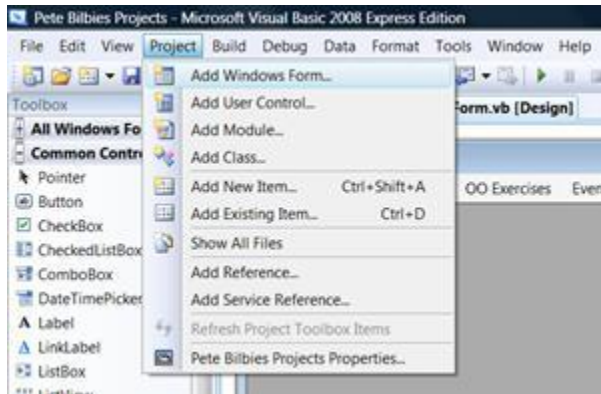 Pete Bilbies Projects - Microsoft Visual Basic 2008 Express Edition
File Edit View Project Build Debug Data Format Tools Window Help
Toolbox
All Windows Fo
Common Contr
Pointer
Button
CheckBox
CheckedListBox
ComboBox
DateTimePicker
Label
LinkLabel
ListBox
Add Windows Form...
Add User Control...
Add Module...
Add Class...
Add New Item... Ctrl+Shift+A
Add Existing Item... Ctrl+D
Show All Files
Add Reference...
Add Service Reference...
Refresh Project Toolbox Items
Pete Bilbies Projects Properties...
Form.vb [Design]
OO Exercises Even